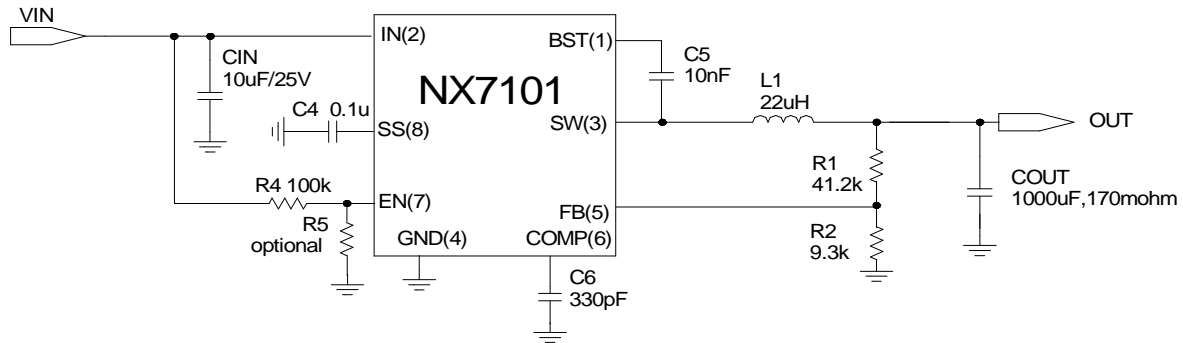 VIN
CIN
10uF/25V
IN(2)
BST(1)
C5
10nF
NX7101
L1
22uH
C4 0.1u
SS(8)
SW(3)
OUT
R1
41.2k
COUT
1000uF,170mohm
R4 100k
EN(7)
FB(5)
R5
optional
GND(4)
COMP(6)
R2
9.3k
C6
330pF